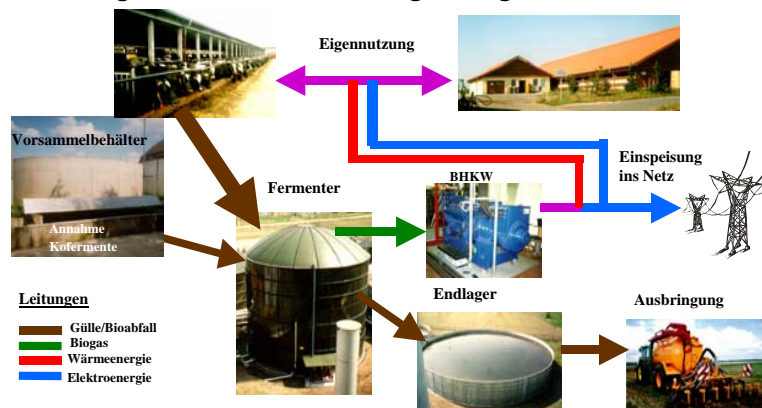 Eigennutzung
Vorsammelbehälter
Annahme
Kofermente
Fermenter
BHKW
Einspeisung
ins Netz
Endlager
Ausbringung
Leitungen
Gülle/Bioabfall
Biogas
Wärmeenergie
Elektroenergie